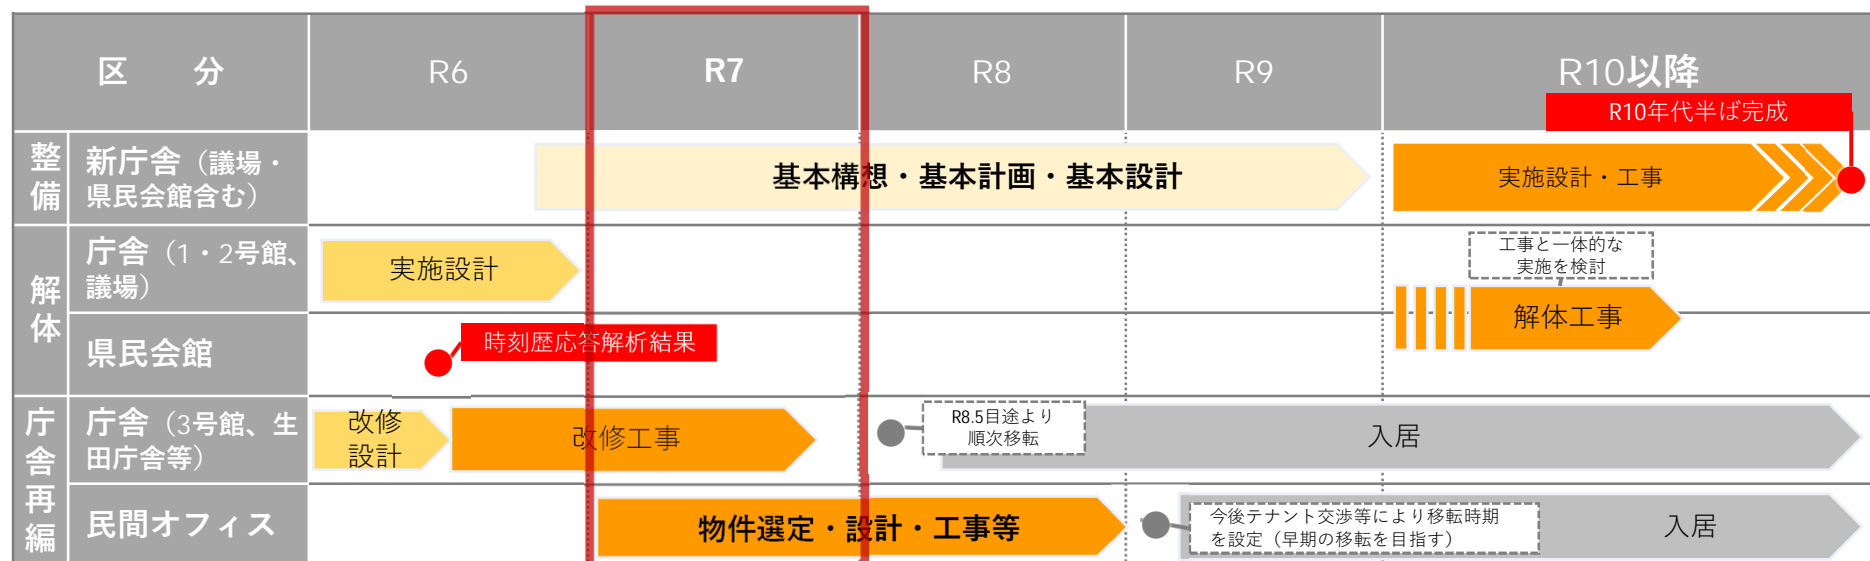 区 分
R6
R7
R8
R9
R10以降
R10年代半ば完成
整備
新庁舎（議場・
県民会館含む）
基本構想・基本計画・基本設計
実施設計・工事
解体
庁舎（1・2号館、
議場）
実施設計
工事と一体的な
実施を検討
解体工事
県民会館
時刻歴応答解析結果
庁舎再編
庁舎（3号館、生
田庁舎等）
改修
設計
改修工事
R8.5目途より
順次移転
入居
民間オフィス
物件選定・設計・工事等
今後テナント交渉等により移転時期
を設定（早期の移転を目指す）
入居